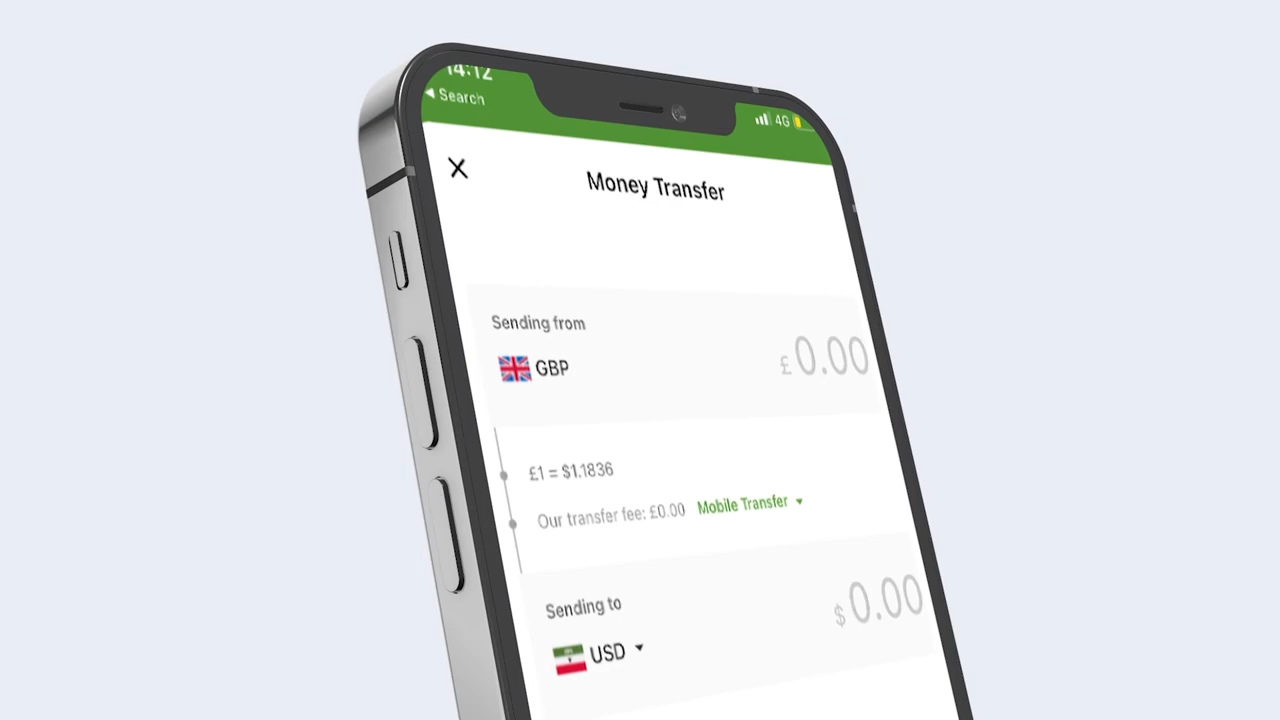 14:12
◀ Search
4G
Money Transfer
Sending from
GBP
£0.00
£1 = $1.1836
Our transfer fee: £0.00 Mobile Transfer
Sending to
USD
$0.00